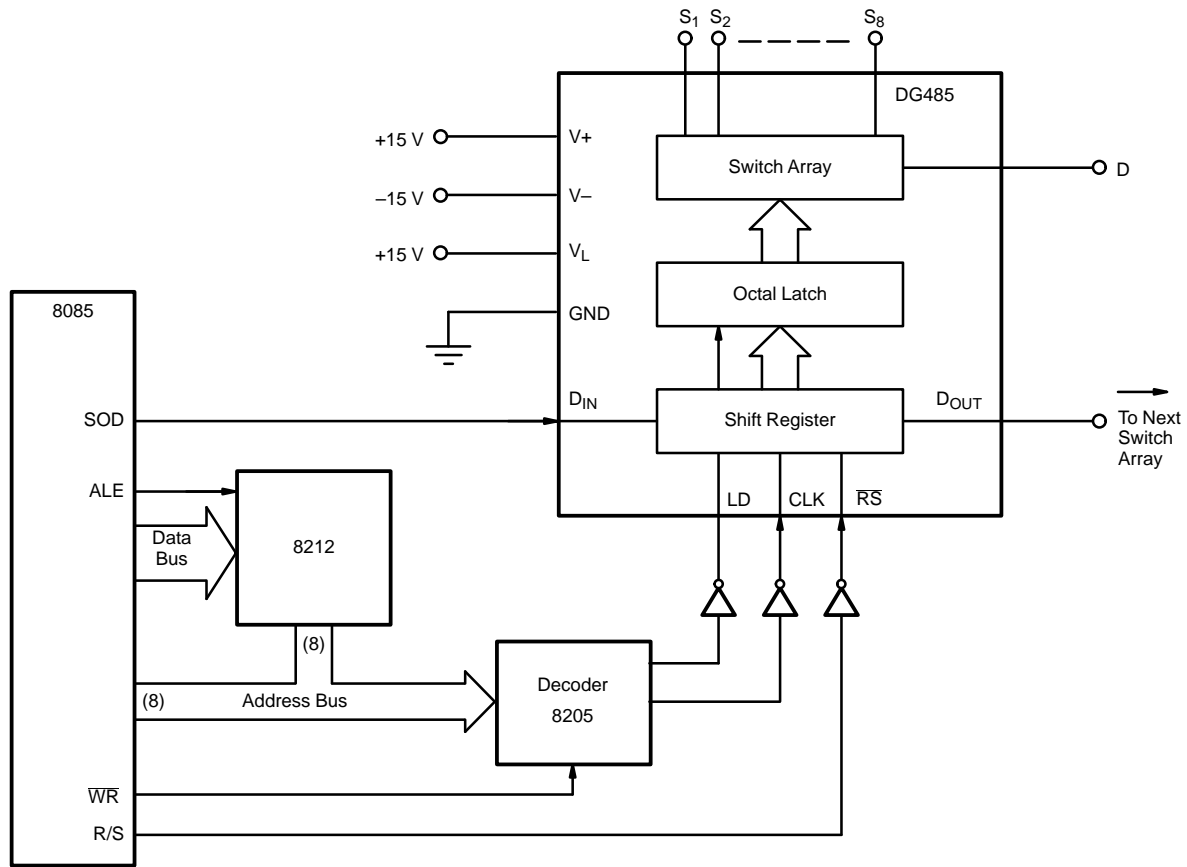 S1 S2 S8
DG485
+15 V V+
Switch Array
D
–15 V V–
+15 V VL
Octal Latch
8085
GND
DIN
DOUT
SOD
Shift Register
To Next
Switch
Array
ALE
LD CLK RS
Data
Bus
8212
(8)
Decoder
8205
(8) Address Bus
WR
R/S